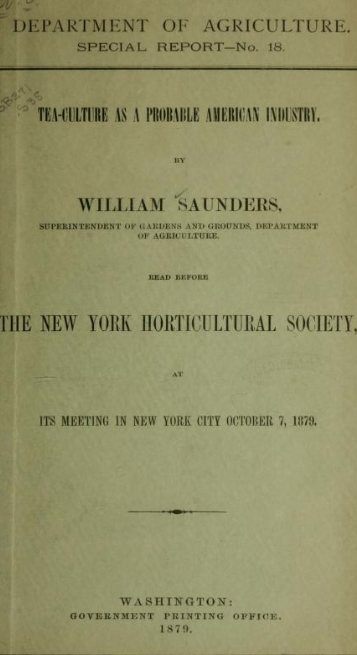 DEPARTMENT OF AGRICULTURE.
SPECIAL REPORT—No. 18.
TEA-CULTURE AS A PROBABLE AMERICAN INDUSTRY.
BY
WILLIAM SAUNDERS,
SUPERINTENDENT OF GARDENS AND GROUNDS, DEPARTMENT
OF AGRICULTURE.
READ BEFORE
THE NEW YORK HORTICULTURAL SOCIETY,
AT
ITS MEETING IN NEW YORK CITY OCTOBER 7, 1879.
WASHINGTON:
GOVERNMENT PRINTING OFFICE.
1879.